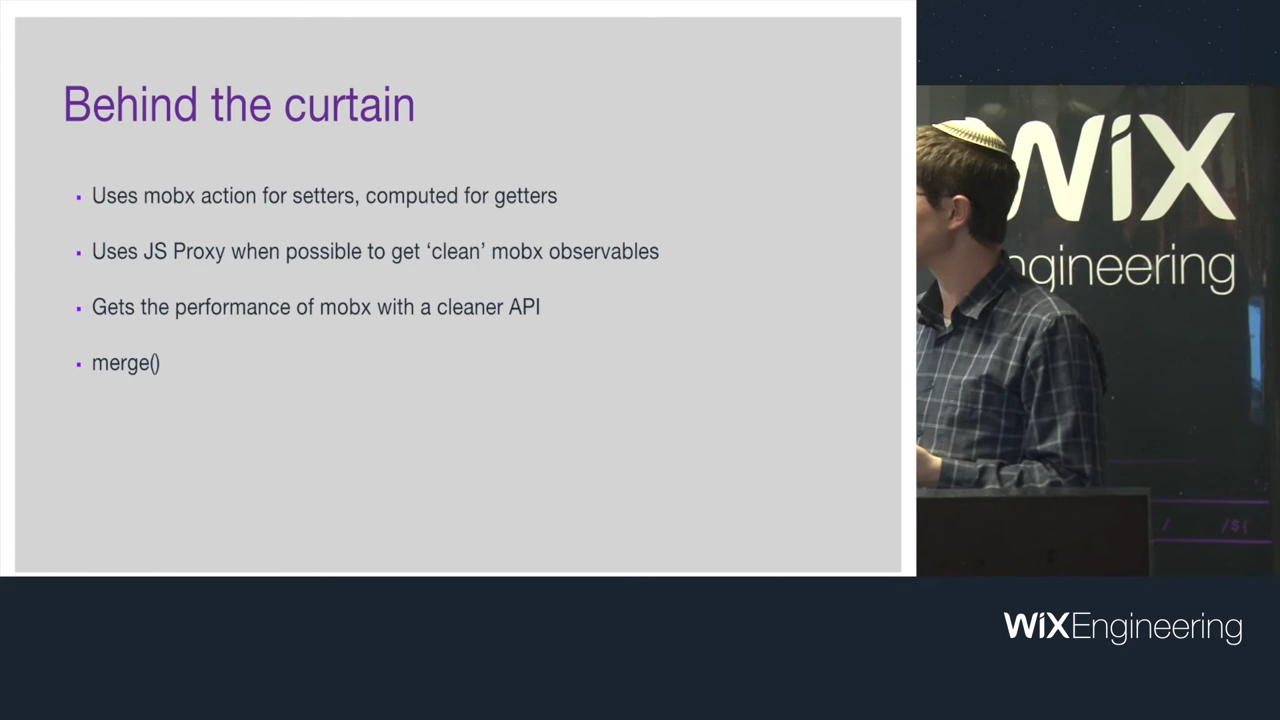 Behind the curtain
Uses mobx action for setters, computed for getters
Uses JS Proxy when possible to get ‘clean’ mobx observables
Gets the performance of mobx with a cleaner API
merge()
WiX
ngineering
/ /${
WiXEngineering